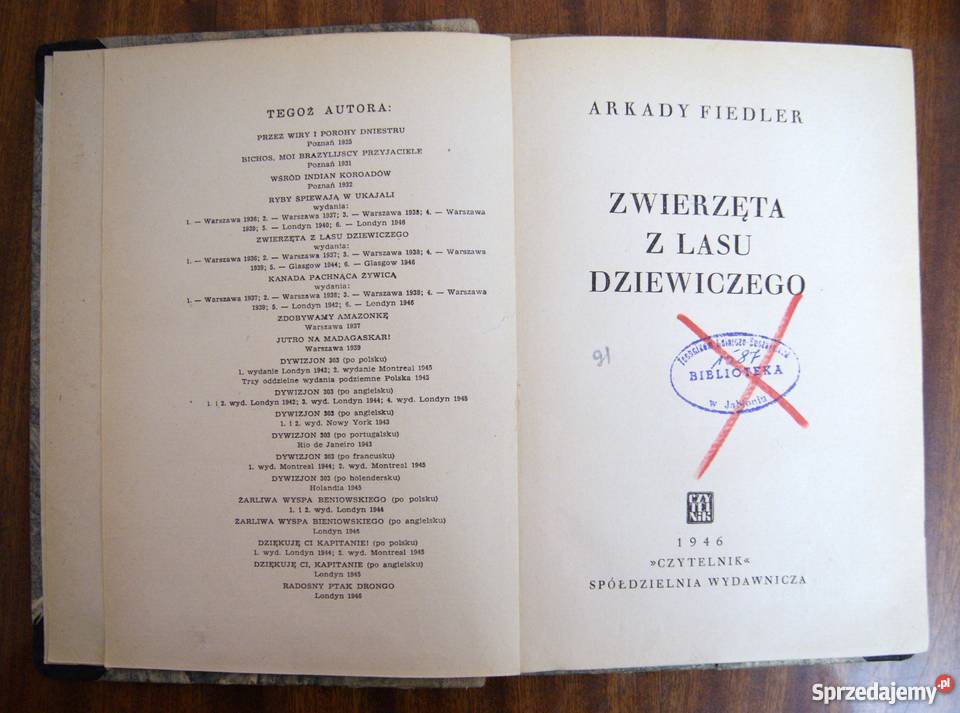 TEGOŻ AUTORA:
PRZEZ WIRY I POROHY DNIESTRU
Poznań 1925
BICHOS, MOI BRAZYLIJSCY PRZYJACIELE
Poznań 1931
WŚRÓD INDIAN KOROADÓW
Poznań 1932
RYBY ŚPIEWAJĄ W UKAJALI
wydania:
1. — Warszawa 1936; 2. — Warszawa 1937; 3. — Warszawa 1938; 4. — Warszawa
1939; 5. — Londyn 1940; 6. — Londyn 1946
ZWIERZĘTA Z LASU DZIEWICZEGO
wydania:
1. — Warszawa 1936; 2. — Warszawa 1937; 3. — Warszawa 1938; 4. — Warszawa
1939; 5. — Glasgow 1944; 6. — Glasgow 1946
KANADA PACHNĄCA ŻYWICĄ
wydania:
1. — Warszawa 1937; 2. — Warszawa 1938; 3. — Warszawa 1938; 4. — Warszawa
1939; 5. — Londyn 1942; 6. — Londyn 1946
ZDOBYWAMY AMAZONKĘ
Warszawa 1937
JUTRO NA MADAGASKAR!
Warszawa 1939
DYWIZJON 303 (po polsku)
1. wydanie Londyn 1942; 2. wydanie Montreal 1945
Trzy oddzielne wydania podziemne Polska 1943
DYWIZJON 303 (po angielsku)
1. i 2. wyd. Londyn 1942; 3. wyd. Londyn 1944; 4. wyd. Londyn 1945
DYWIZJON 303 (po angielsku)
1. i 2. wyd. Nowy York 1943
DYWIZJON 303 (po portugalsku)
Rio de Janeiro 1943
DYWIZJON 303 (po francusku)
1. wyd. Montreal 1944; 2. wyd. Montreal 1945
DYWIZJON 303 (po holendersku)
Holandia 1945
ŻARLIWA WYSPA BENIOWSKIEGO (po polsku)
1. i 2. wyd. Londyn 1944
ŻARLIWA WYSPA BIENIOWSKIEGO (po angielsku)
Londyn 1946
DZIĘKUJĘ CI KAPITANIE! (po polsku)
1. wyd. Londyn 1944; 2. wyd. Montreal 1945
DZIĘKUJĘ CI, KAPITANIE (po angielsku)
Londyn 1945
RADOSNY PTAK DRONGO
Londyn 1946
ARKADY FIEDLER
ZWIERZĘTA
Z LASU
DZIEWICZEGO
91
BIBLIOTEKA
CZY
TEL
NIK
1946
»CZYTELNIK«
SPÓŁDZIELNIA WYDAWNICZA
Sprzedajemy.pl